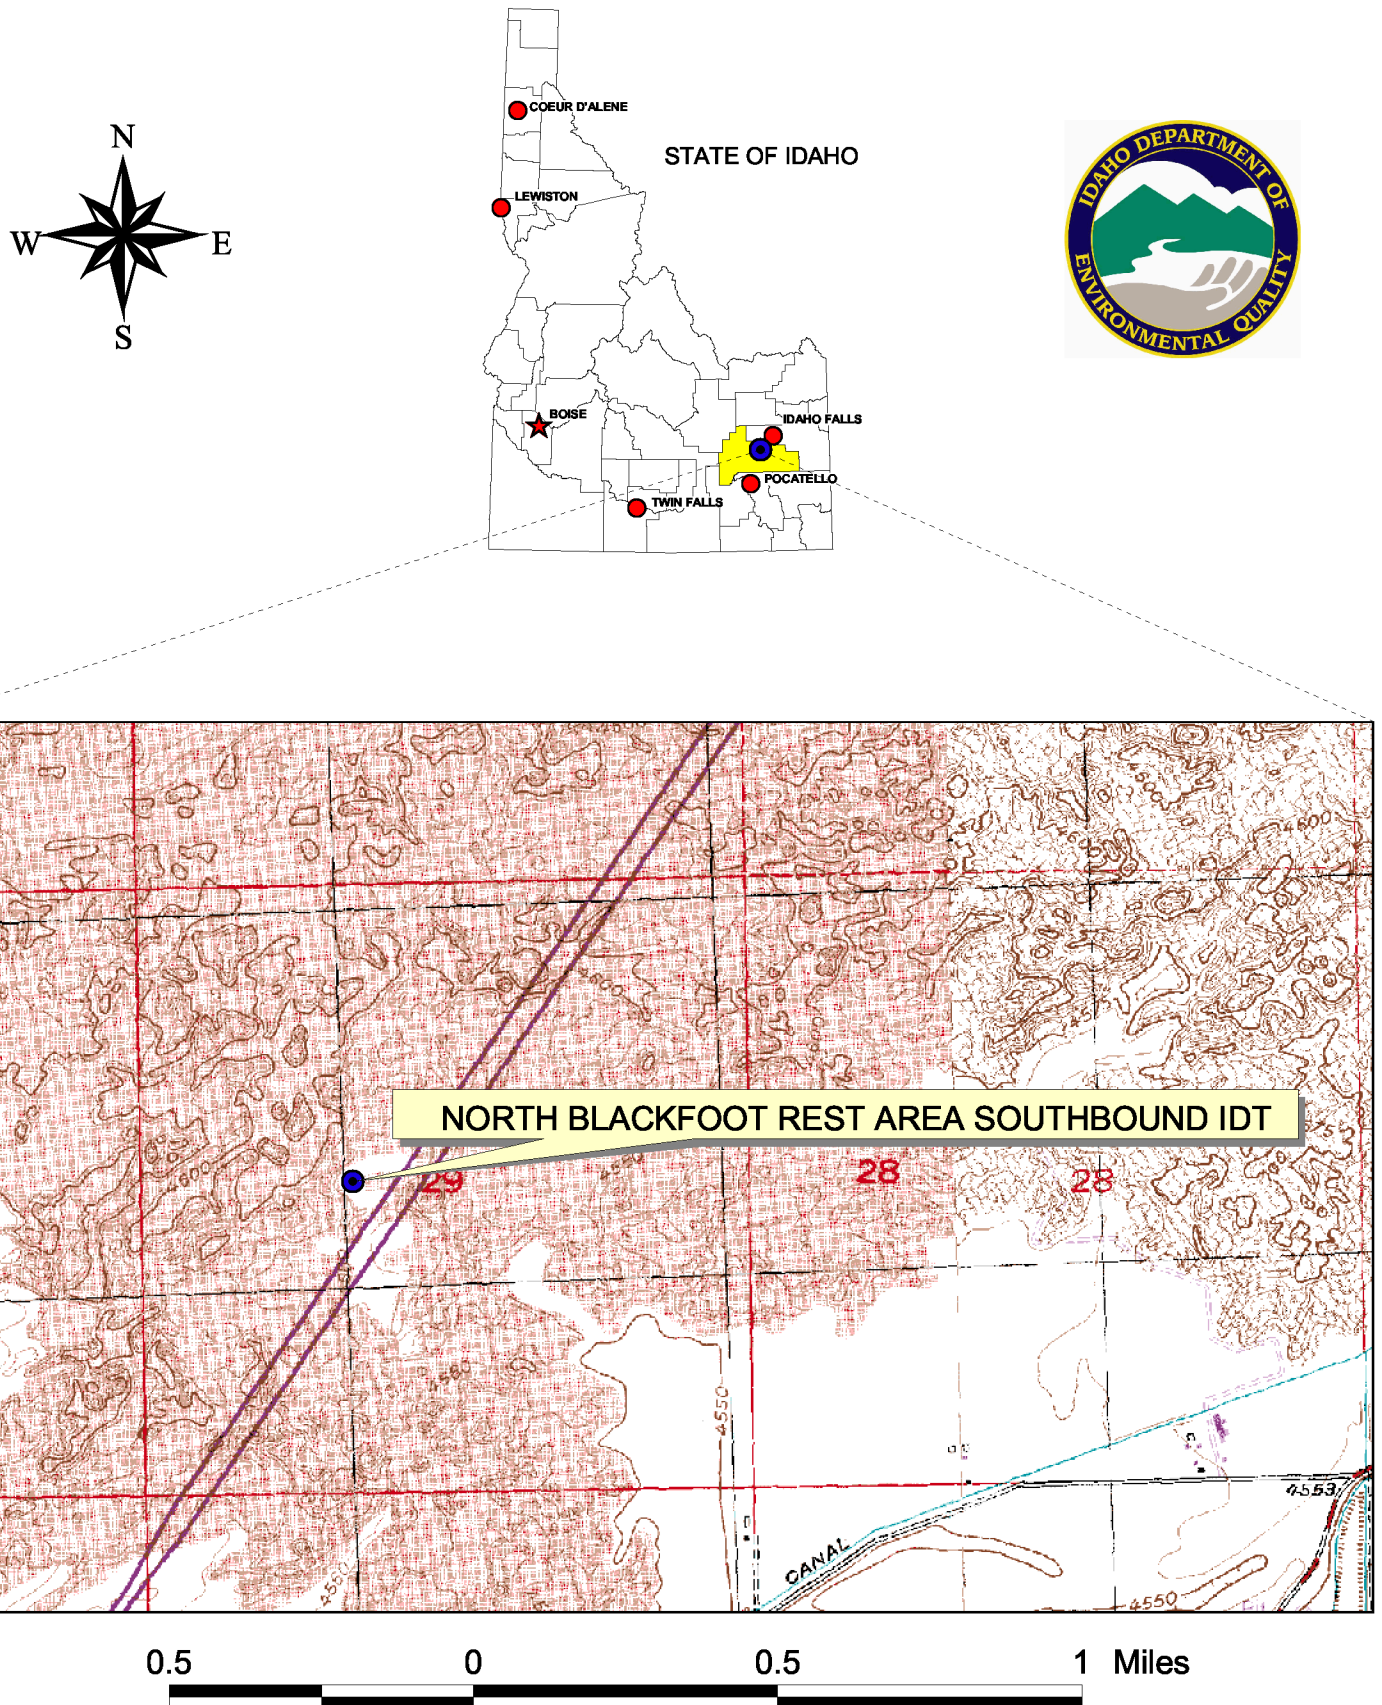 COEUR D'ALENE
N
STATE OF IDAHO
IDAHO DEPARTMENT OF
ENVIRONMENTAL QUALITY
LEWISTON
W
E
S
BOISE
IDAHO FALLS
POCATELLO
TWIN FALLS
4600
NORTH BLACKFOOT REST AREA SOUTHBOUND IDT
29
28
28
4560
4550
4553
CANAL
4560
4550
0.5 0 0.5 1 Miles